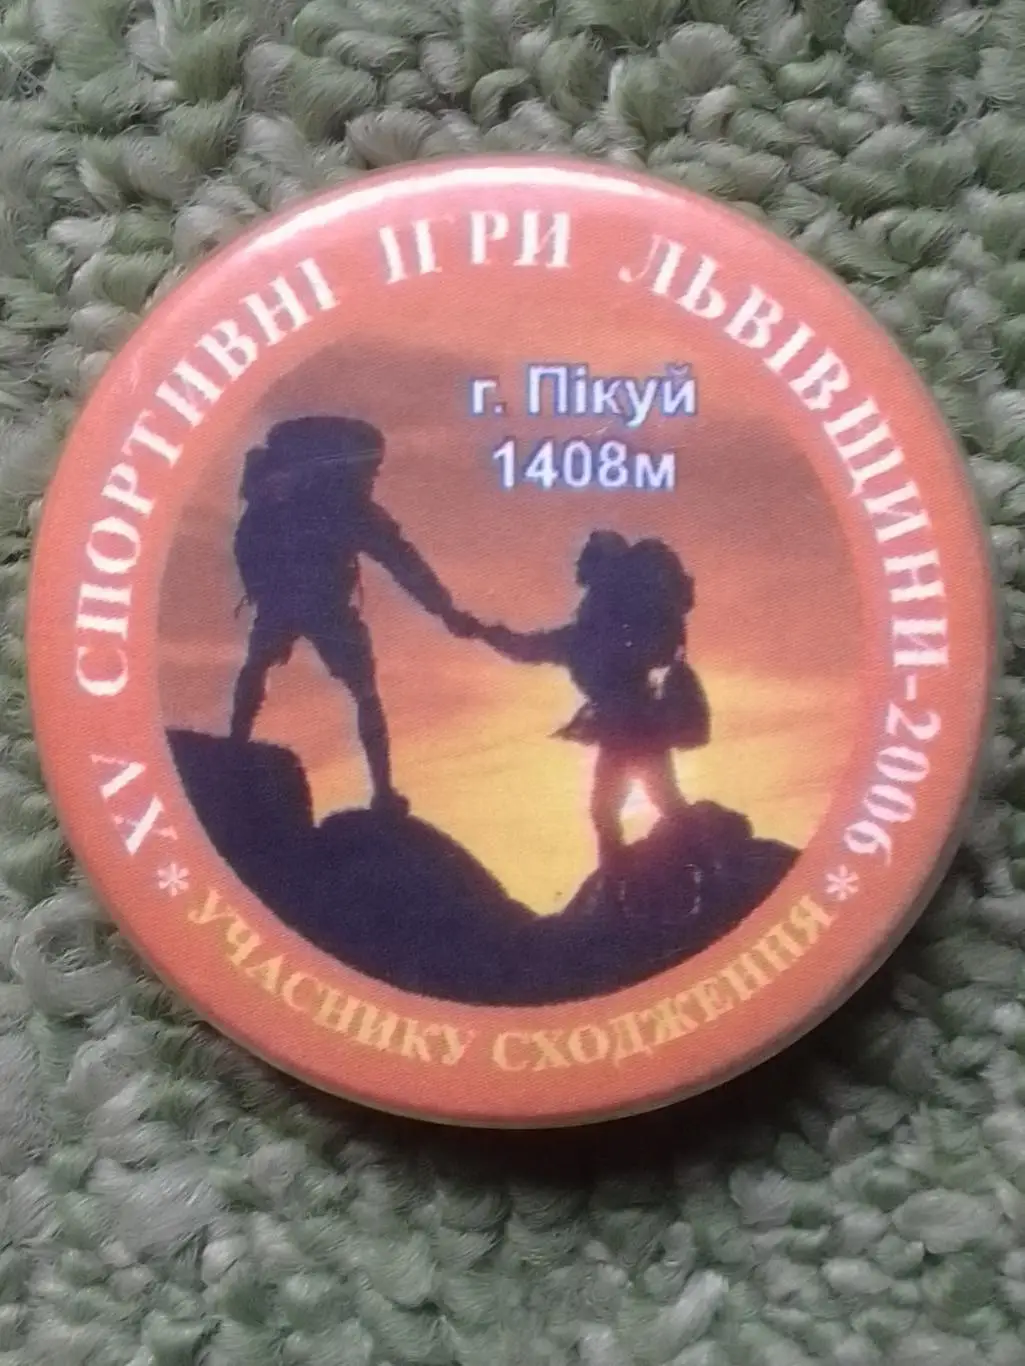 XV СПОРТИВНІ ІГРИ ЛЬВІВЩИНИ-2006
г. Пікуй
1408м
* УЧАСНИКУ СХОДЖЕННЯ *